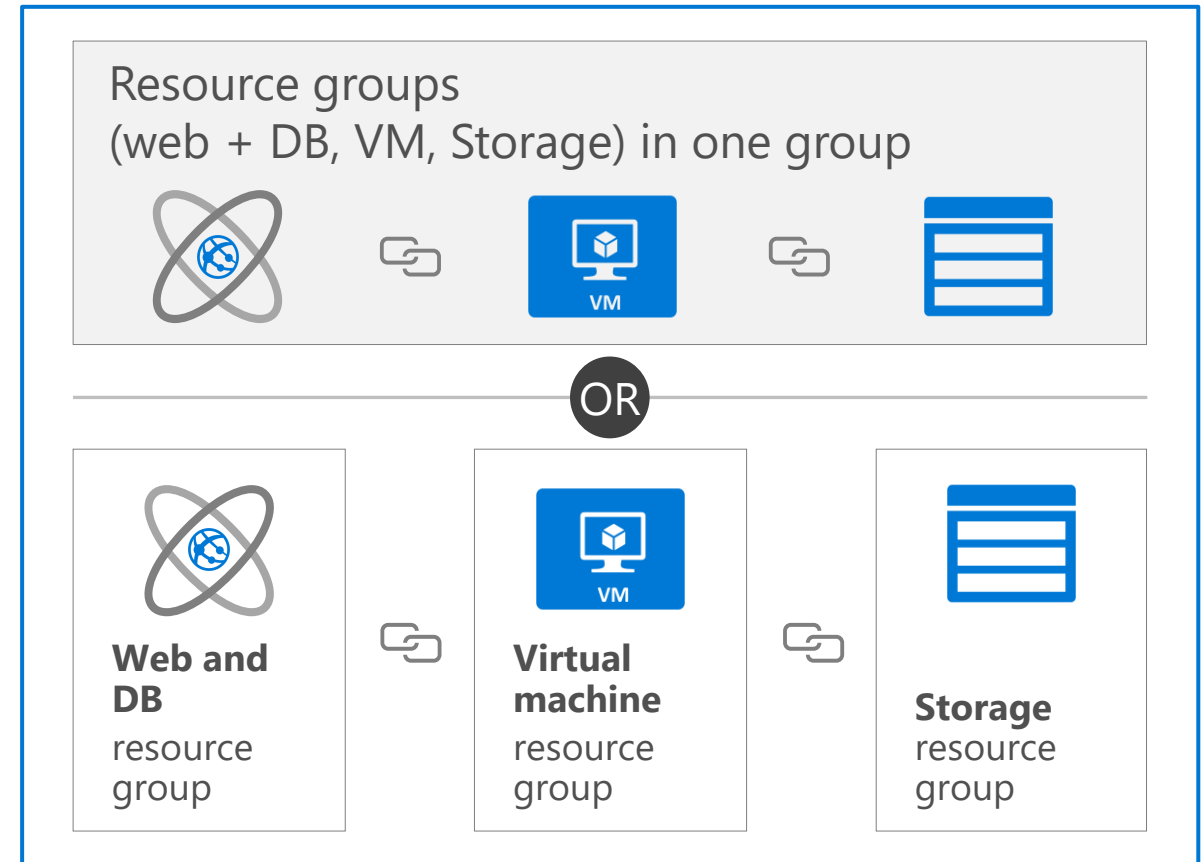 Resource groups
(web + DB, VM, Storage) in one group
VM
OR
VM
Web and
DB
resource
group
Virtual
machine
resource
group
Storage
resource
group